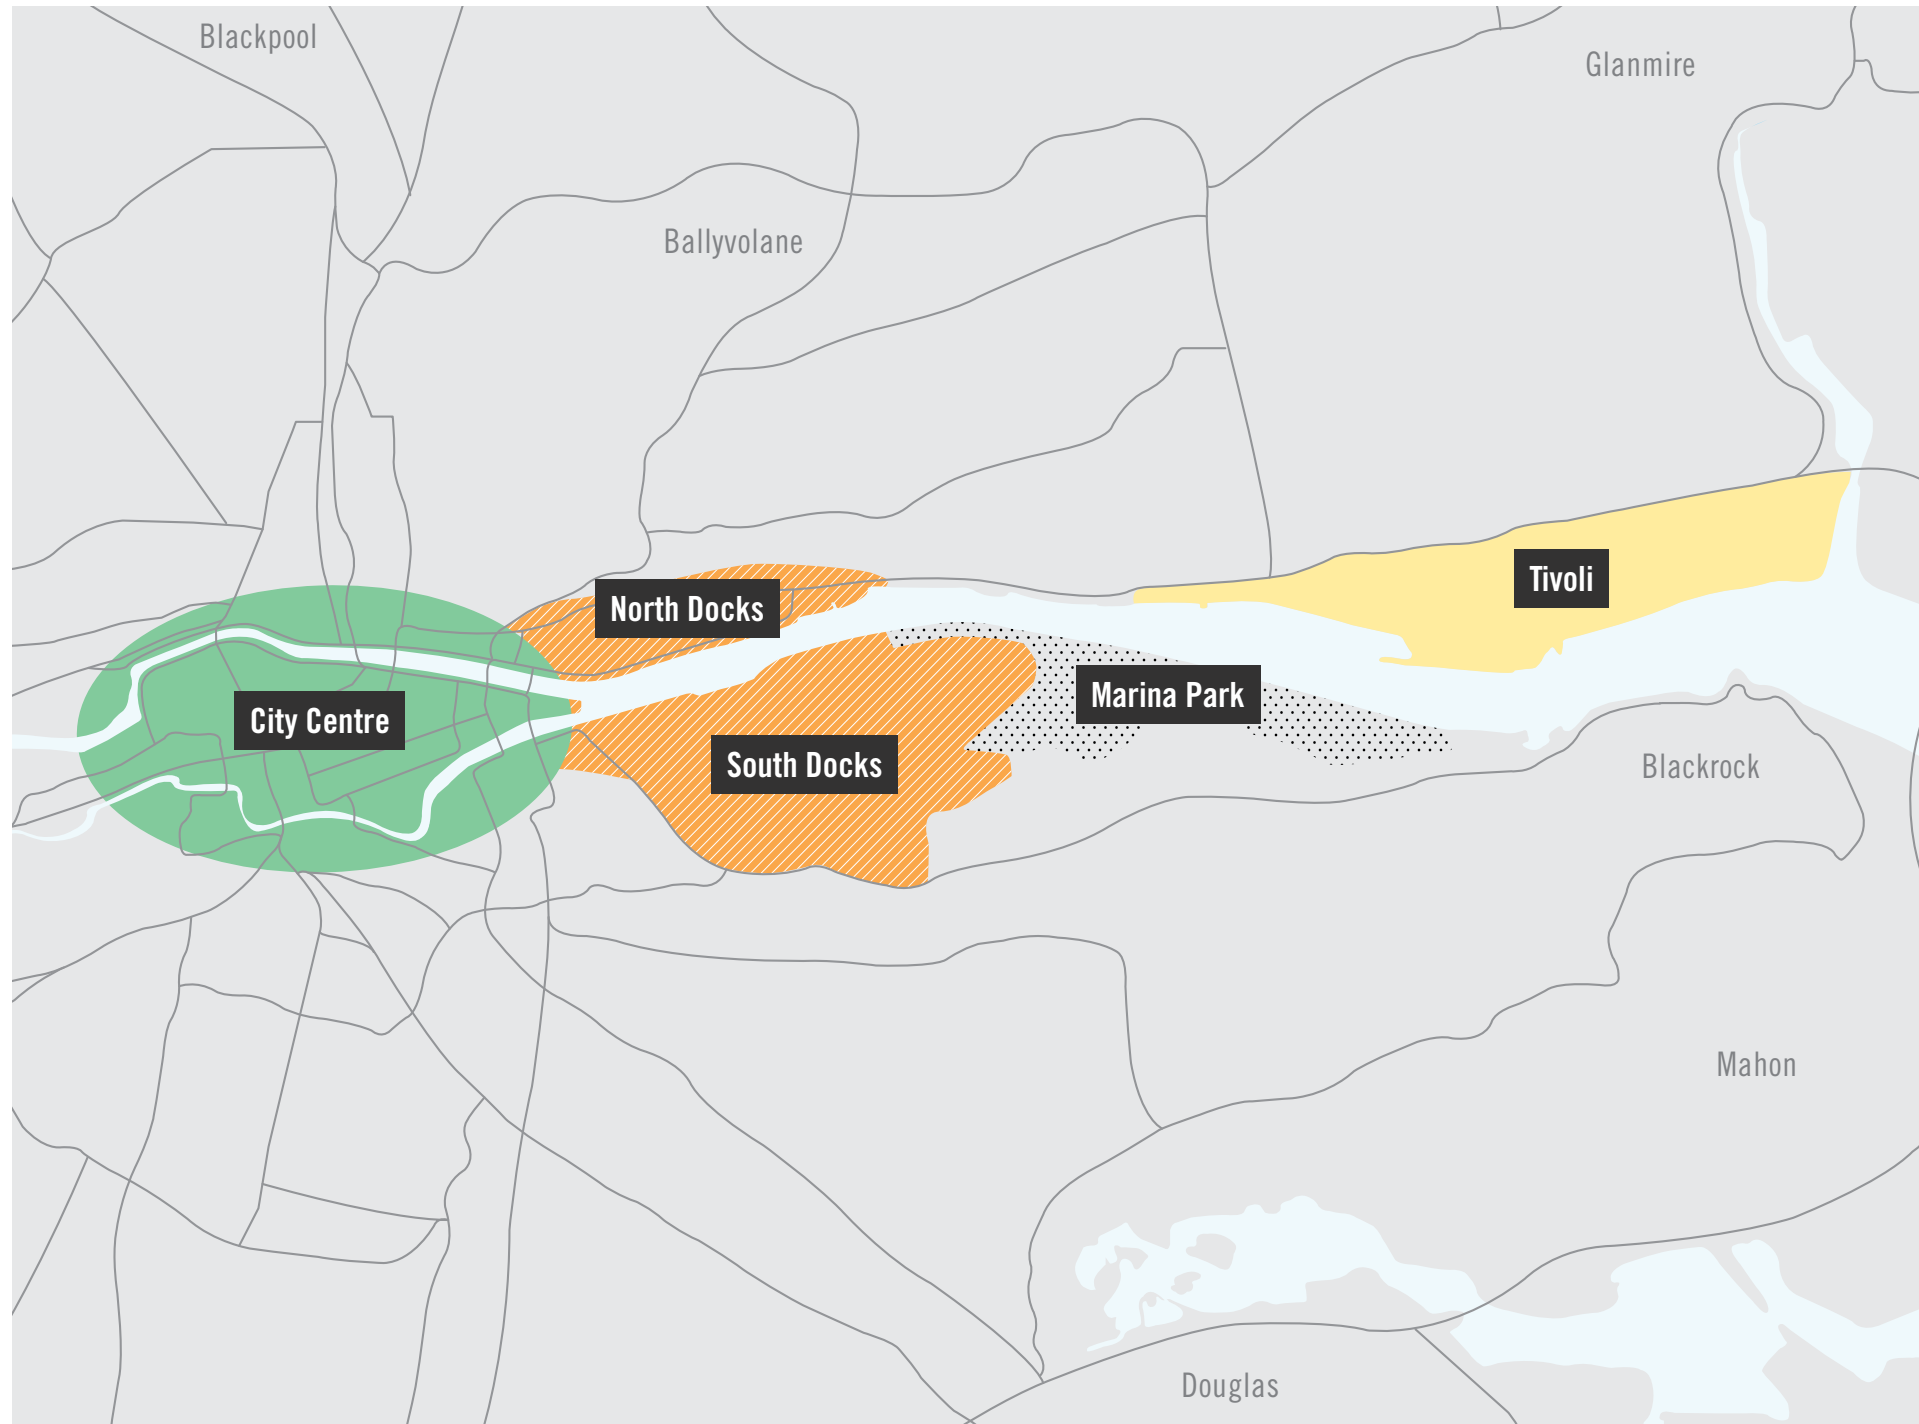 Blackpool
Glanmire
Ballyvolane
Tivoli
North Docks
Marina Park
City Centre
South Docks
Blackrock
Mahon
Douglas